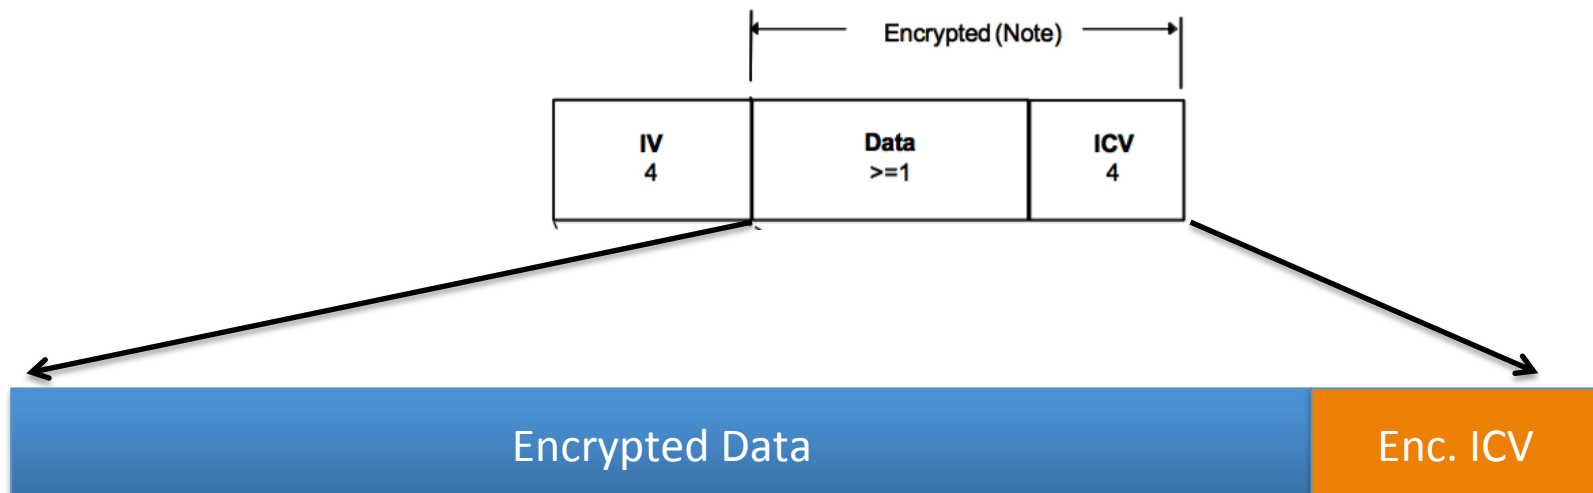 Encrypted (Note)
IV
4
Data
>=1
ICV
4
Encrypted Data
Enc. ICV